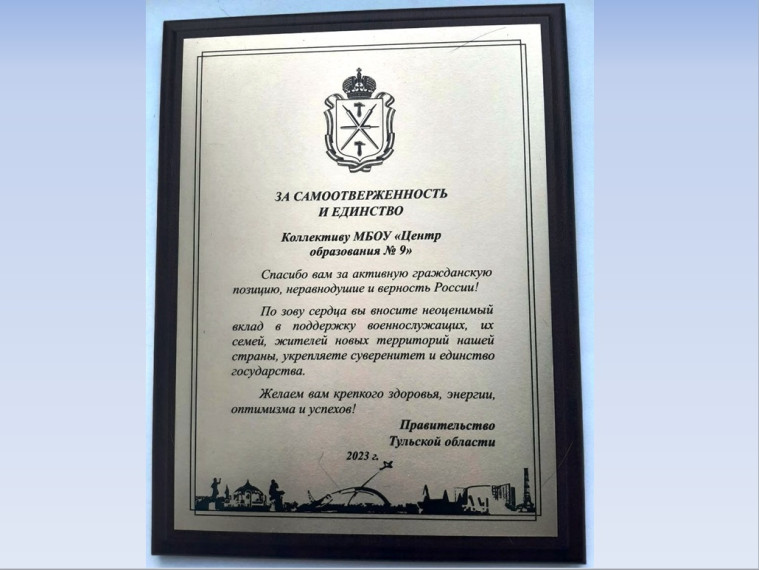 ЗА САМООТВЕРЖЕННОСТЬ
И ЕДИНСТВО
Коллективу МБОУ «Центр
образования № 9»
Спасибо вам за активную гражданскую
позицию, неравнодушие и верность России!
По зову сердца вы вносите неоценимый
вклад в поддержку военнослужащих, их
семей, жителей новых территорий нашей
страны, укрепляете суверенитет и единство
государства.
Желаем вам крепкого здоровья, энергии,
оптимизма и успехов!
Правительство
Тульской области
2023 г.